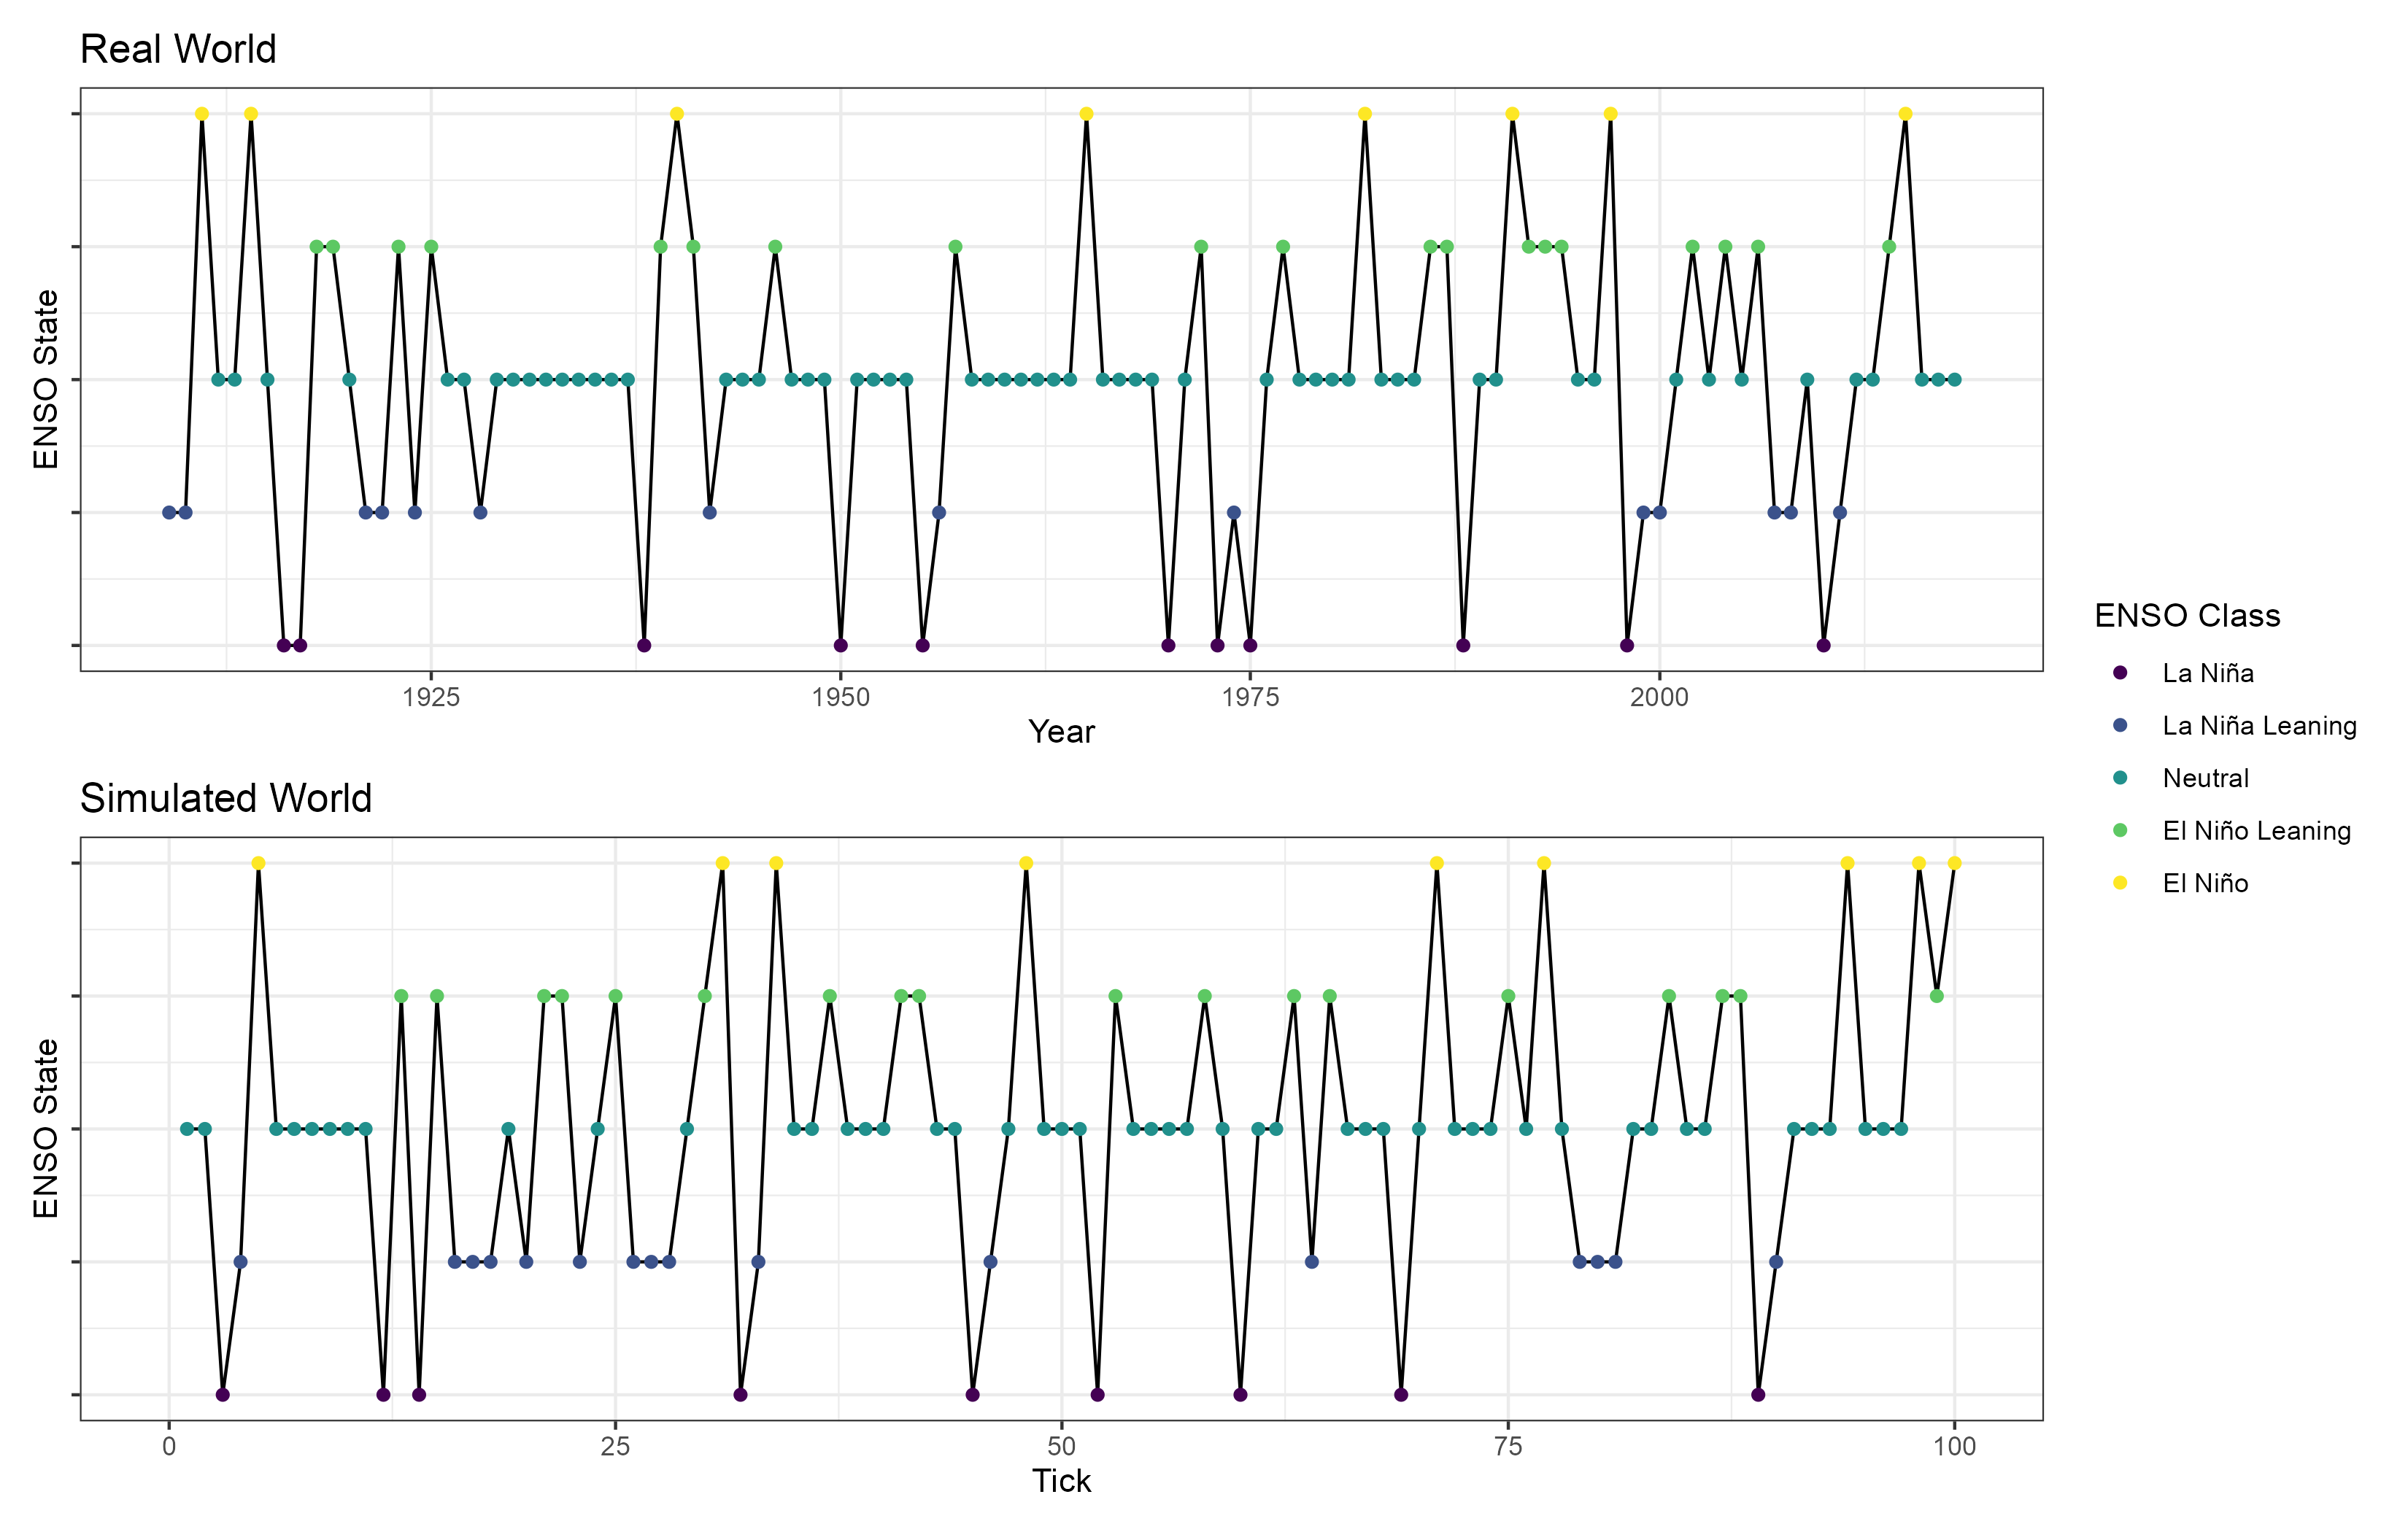 Real World
ENSO State
1925 1950 1975 2000
Year
Simulated World
ENSO State
0 25 50 75 100
Tick
ENSO Class
La Niña
La Niña Leaning
Neutral
El Niño Leaning
El Niño